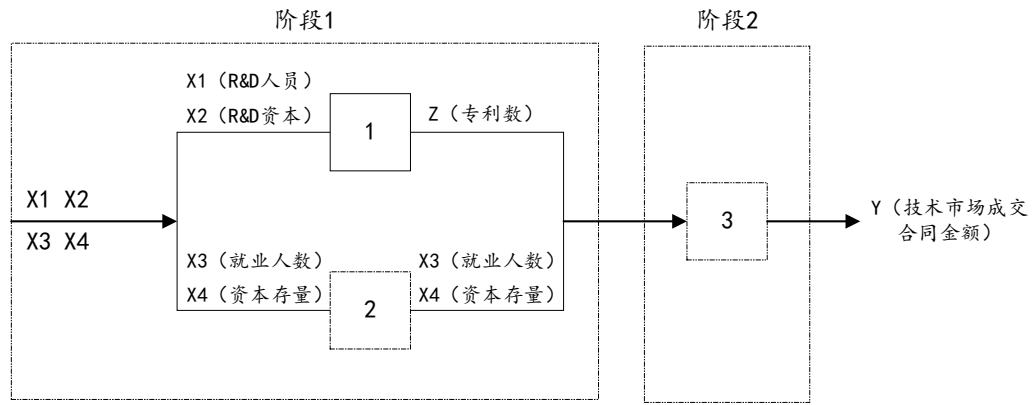 阶段1
阶段2
X1（R&D人员）
X2（R&D资本）
1
Z（专利数）
X1 X2
X3 X4
3
Y（技术市场成交
合同金额）
X3（就业人数）
X4（资本存量）
2
X3（就业人数）
X4（资本存量）